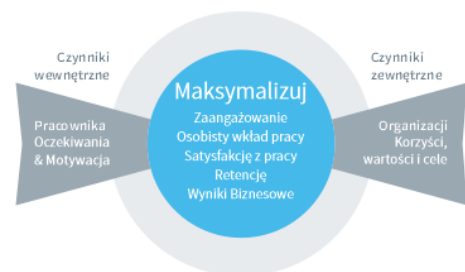 Czynniki
wewnętrzne
Pracownika
Oczekiwania
& Motywacja
Maksymalizuj
Zaangażowanie
Osobisty wkład pracy
Satysfakcję z pracy
Retencję
Wyniki Biznesowe
Czynniki
zewnętrzne
Organizacji
Korzyści,
wartości i cele